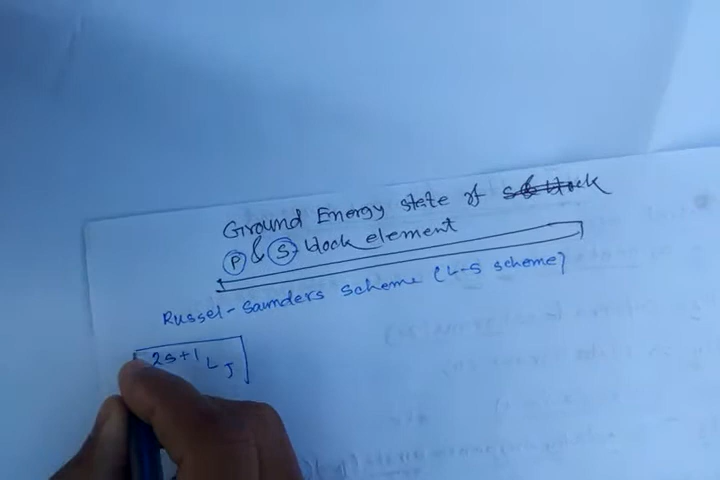 Ground Energy state of
P & S-block element
Russel-Saunders scheme (L-S scheme)
2s+1 L J